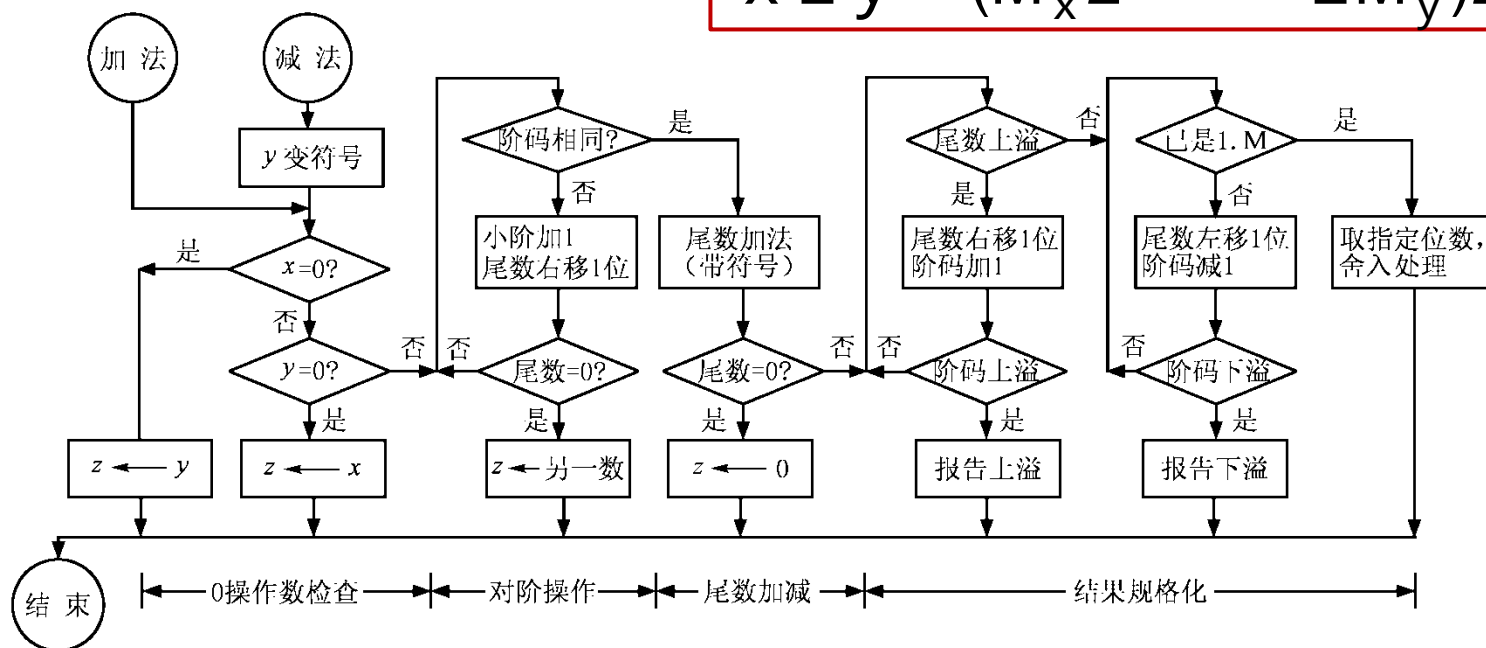 加 法
减 法
y 变符号
x=0?
是
否
y=0?
否
是
z ← y
z ← x
阶码相同?
是
否
小阶加1
尾数右移1位
尾数=0?
否
是
z ← 另一数
尾数加法
(带符号)
尾数=0?
否
是
z ← 0
尾数上溢
否
是
尾数右移1位
阶码加1
阶码上溢
否
是
报告上溢
已是1. M
是
否
尾数左移1位
阶码减1
阶码下溢
否
是
报告下溢
取指定位数,
舍入处理
结 束
0操作数检查
对阶操作
尾数加减
结果规格化